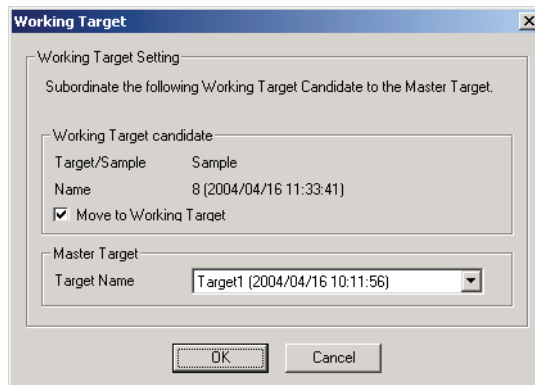 Working Target
Working Target Setting
Subordinate the following Working Target Candidate to the Master Target.
Working Target candidate
Target/Sample Sample
Name 8 (2004/04/16 11:33:41)
Move to Working Target
Master Target
Target Name Target1 (2004/04/16 10:11:56)
OK Cancel